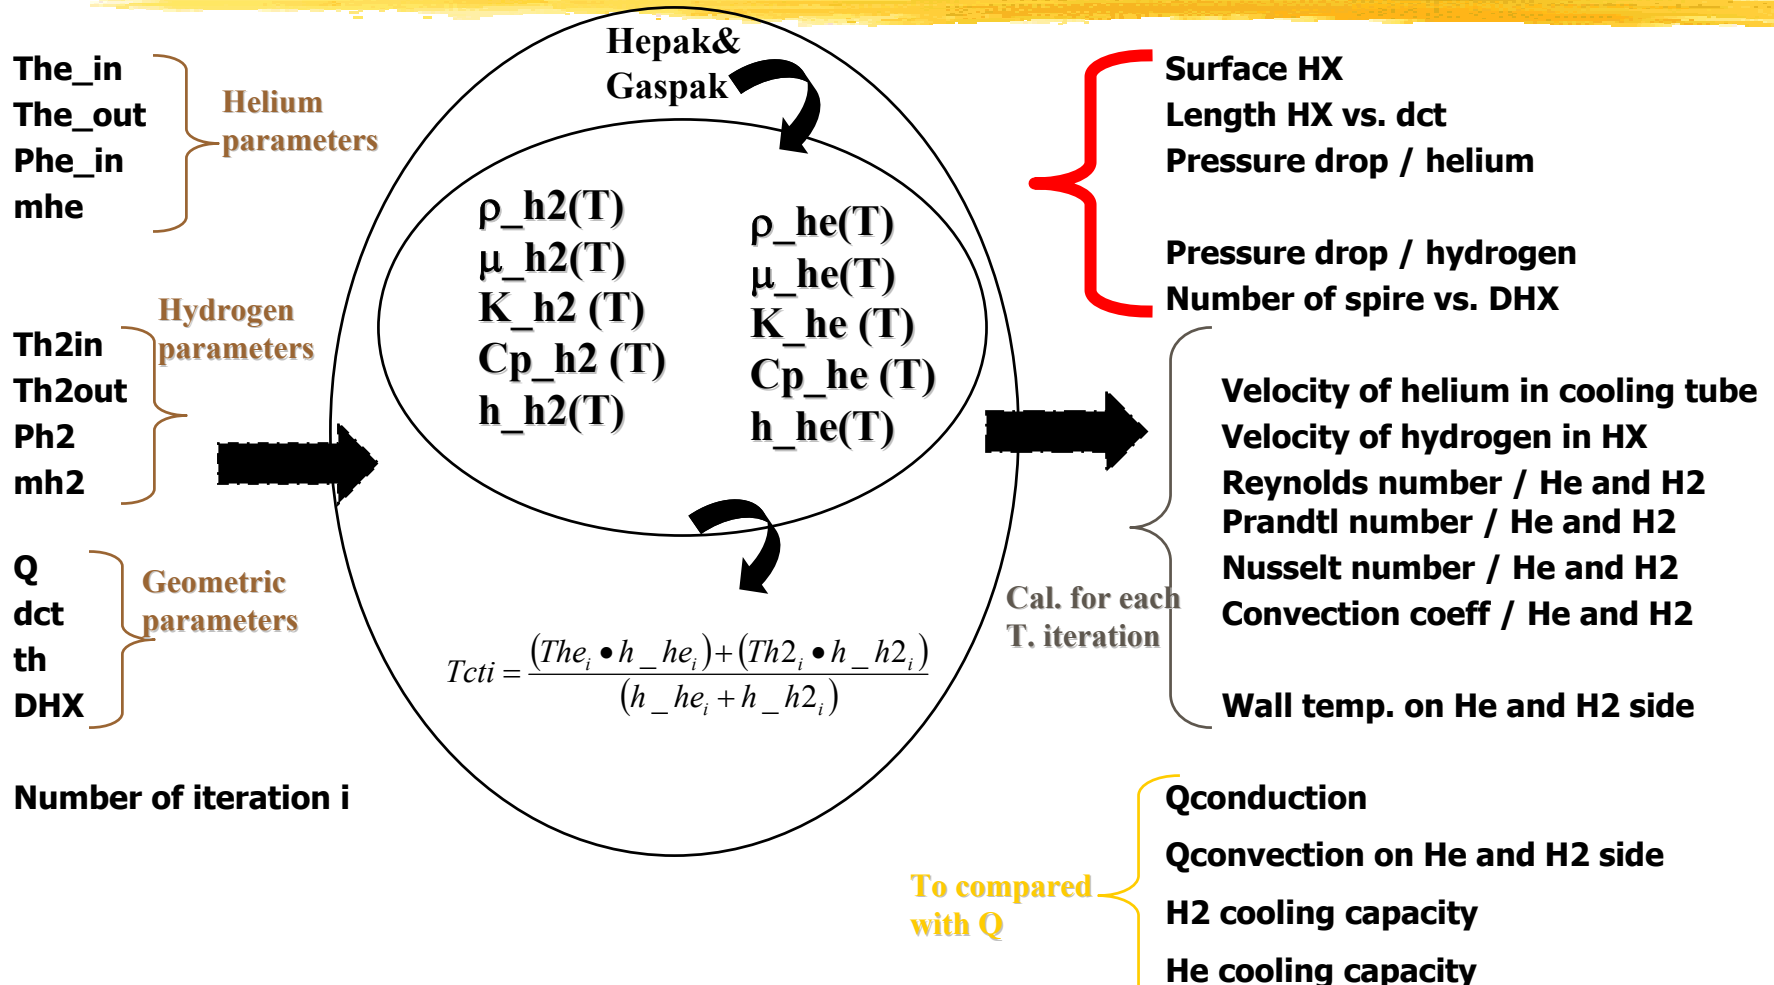 Hepak&
Gaspak
The_in
The_out
Phe_in
mhe
Helium
parameters
Th2in
Th2out
Ph2
mh2
Hydrogen
parameters
Q
dct
th
DHX
Geometric
parameters
Number of iteration i
ρ_h2(T)
μ_h2(T)
K_h2 (T)
Cp_h2 (T)
h_h2(T)
ρ_he(T)
μ_he(T)
K_he (T)
Cp_he (T)
h_he(T)
Tcti = ((The_i • h_he_i) + (Th2_i • h_h2_i)) / (h_he_i + h_h2_i)
Surface HX
Length HX vs. dct
Pressure drop / helium
Pressure drop / hydrogen
Number of spire vs. DHX
Velocity of helium in cooling tube
Velocity of hydrogen in HX
Reynolds number / He and H2
Prandtl number / He and H2
Nusselt number / He and H2
Convection coeff / He and H2
Wall temp. on He and H2 side
Cal. for each
T. iteration
Qconduction
Qconvection on He and H2 side
H2 cooling capacity
He cooling capacity
To compared
with Q